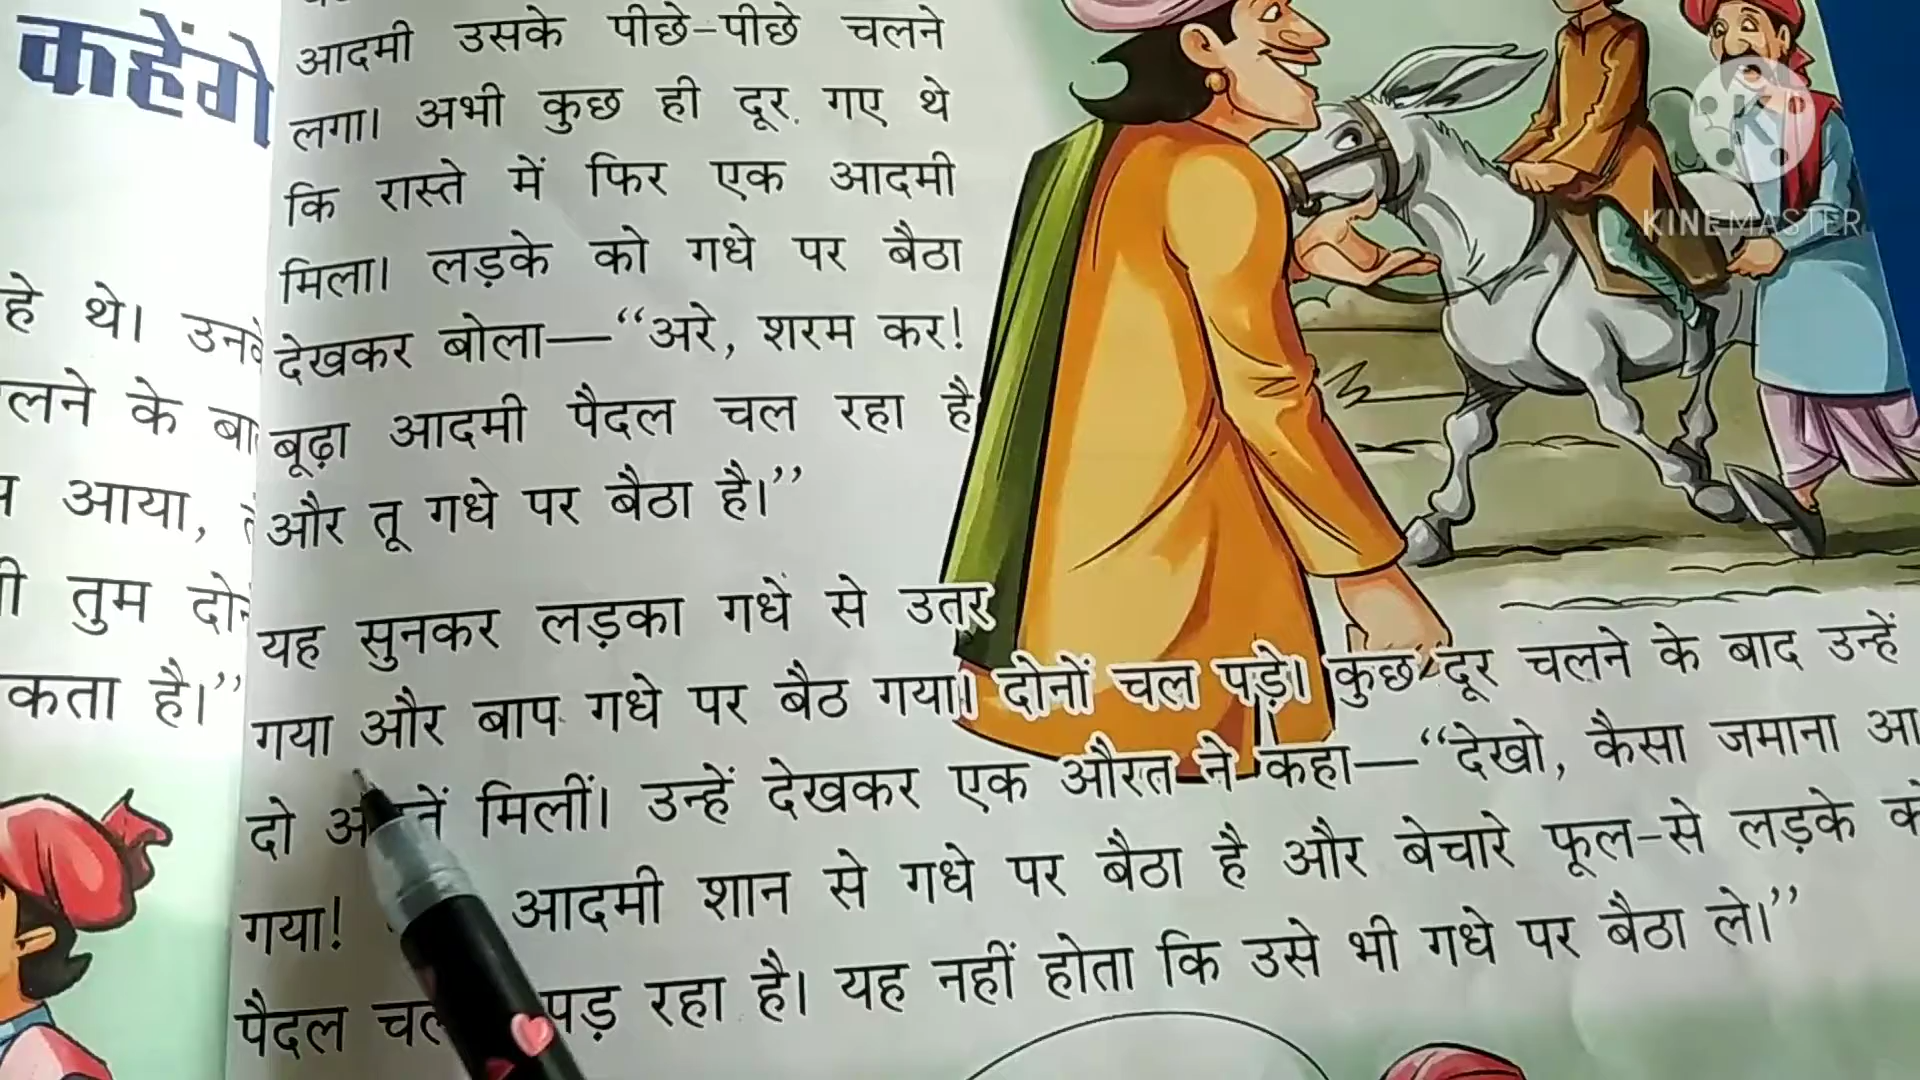 कहेंगे
हे थे।
के
आया,
तुम
कता है।”
आदमी उसके पीछे-पीछे चलने
लगा। अभी कुछ ही दूर गए थे
कि रास्ते में फिर एक आदमी
मिला। लड़के को गधे पर बैठा
देखकर बोला—“अरे, शरम कर!
बूढ़ा आदमी पैदल चल रहा है
और तू गधे पर बैठा है।”
यह सुनकर लड़का गधे से उतर
गया और बाप गधे पर बैठ गया। दोनों चल पड़े। कुछ दूर चलने के बाद उन्हें
दो मिलीं। उन्हें देखकर एक औरत ने कहा—“देखो, कैसा जमाना आ
गया! आदमी शान से गधे पर बैठा है और बेचारे फूल-से लड़के
पैदल पड़ रहा है। यह नहीं होता कि उसे भी गधे पर बैठा ले।”
K
KINEMASTER